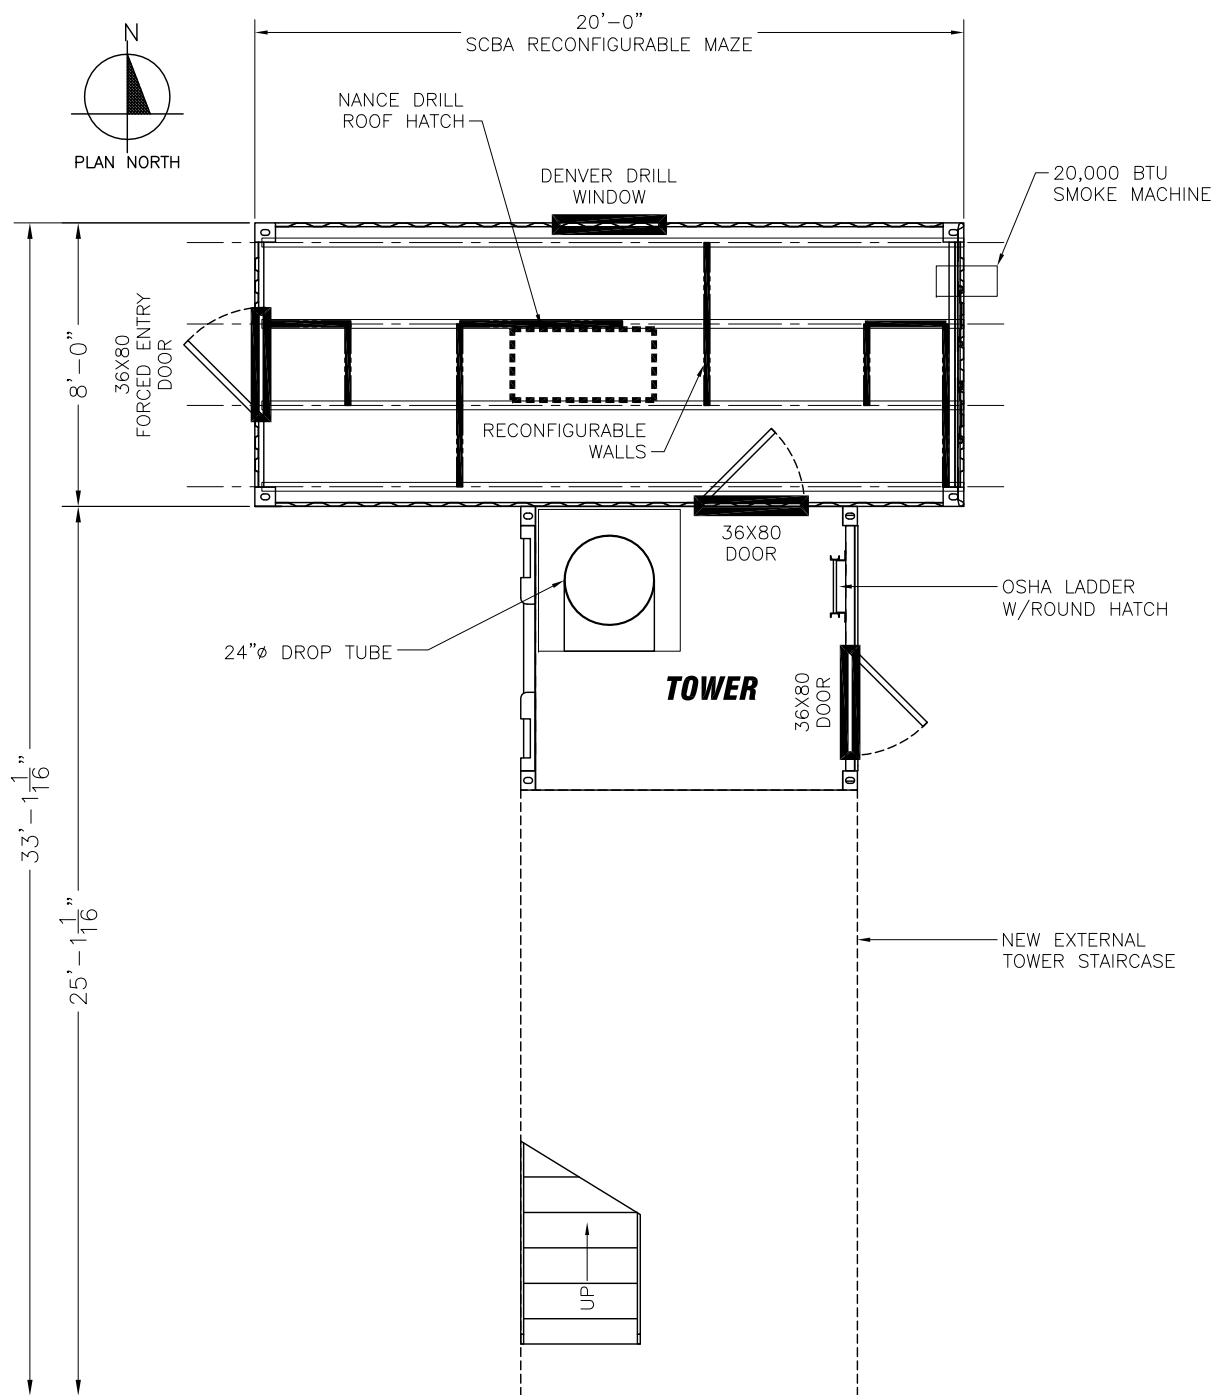 20'-0"
SCBA RECONFIGURABLE MAZE
N
PLAN NORTH
NANCE DRILL
ROOF HATCH
DENVER DRILL
WINDOW
20,000 BTU
SMOKE MACHINE
36X80
FORCED ENTRY
DOOR
8'-0"
RECONFIGURABLE
WALLS
36X80
DOOR
OSHA LADDER
W/ROUND HATCH
24"ø DROP TUBE
TOWER
36X80
DOOR
33'-1 1/16"
25'-1 1/16"
NEW EXTERNAL
TOWER STAIRCASE
UP